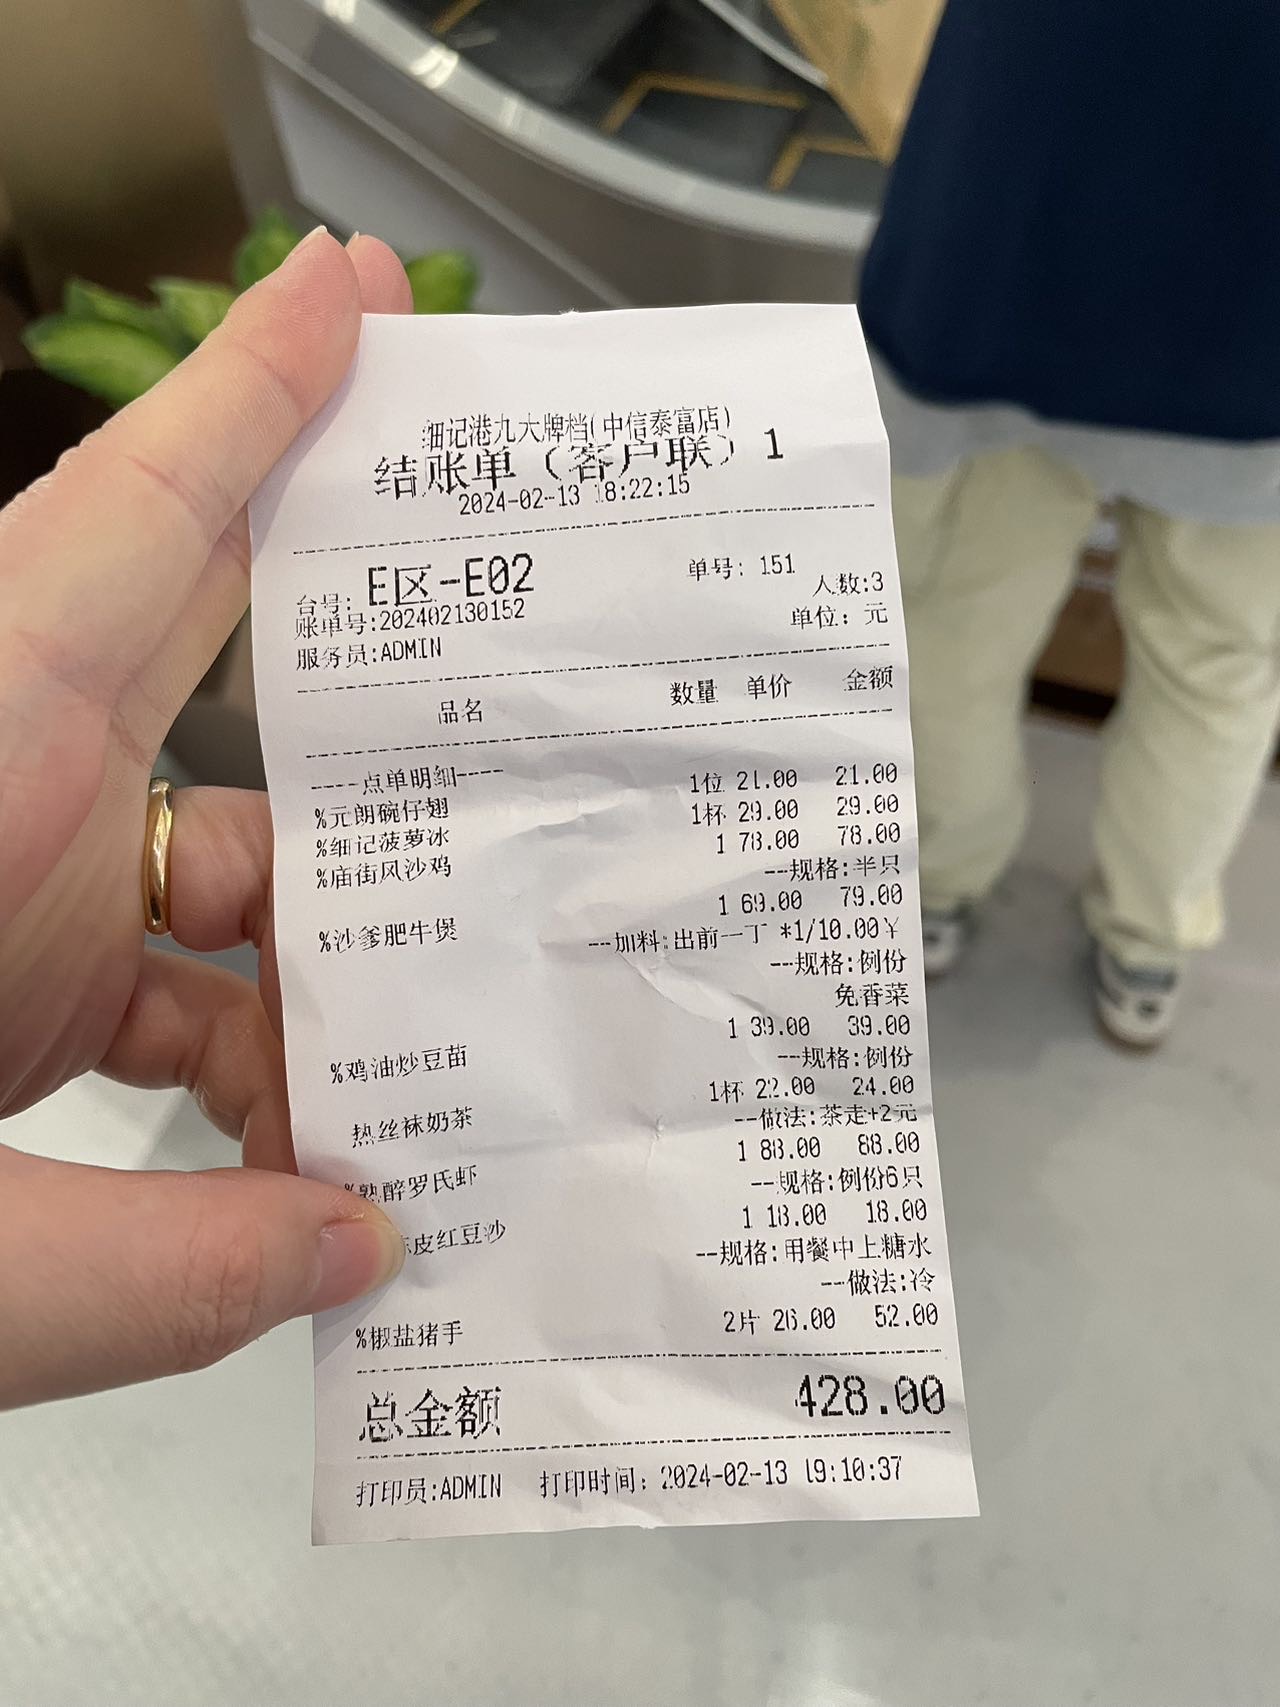 细记港九大牌档(中信泰富店)
结账单（客户联）1
2024-02-13 18:22:15
台号: E区-E02 单号: 151
人数:3
账单号:202402130152 单位: 元
服务员:ADMIN
品名 数量 单价 金额
----点单明细----
%元朗碗仔翅 1位 21.00 21.00
%细记菠萝冰 1杯 29.00 29.00
%庙街风沙鸡 1 78.00 78.00
--规格:半只
%沙爹肥牛煲 1 69.00 79.00
--加料:出前一丁 *1/10.00¥
--规格:例份
免香菜
%鸡油炒豆苗 1 39.00 39.00
--规格:例份
热丝袜奶茶 1杯 22.00 24.00
--做法:茶走+2元
%熟醉罗氏虾 1 88.00 88.00
--规格:例份6只
皮红豆沙 1 18.00 18.00
--规格:用餐中上糖水
--做法:冷
%椒盐猪手 2片 26.00 52.00
总金额 428.00
打印员:ADMIN 打印时间: 2024-02-13 19:10:37